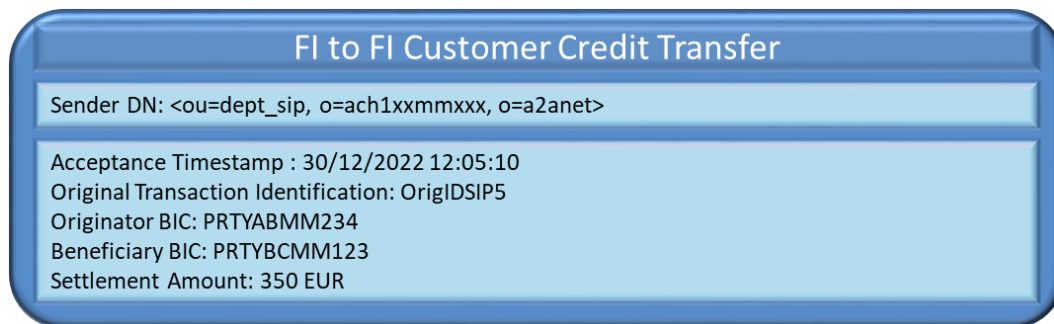 FI to FI Customer Credit Transfer
Sender DN: <ou=dept_sip, o=ach1xxmmxxx, o=a2anet>
Acceptance Timestamp : 30/12/2022 12:05:10
Original Transaction Identification: OrigIDSIP5
Originator BIC: PRTYABMM234
Beneficiary BIC: PRTYBCMM123
Settlement Amount: 350 EUR